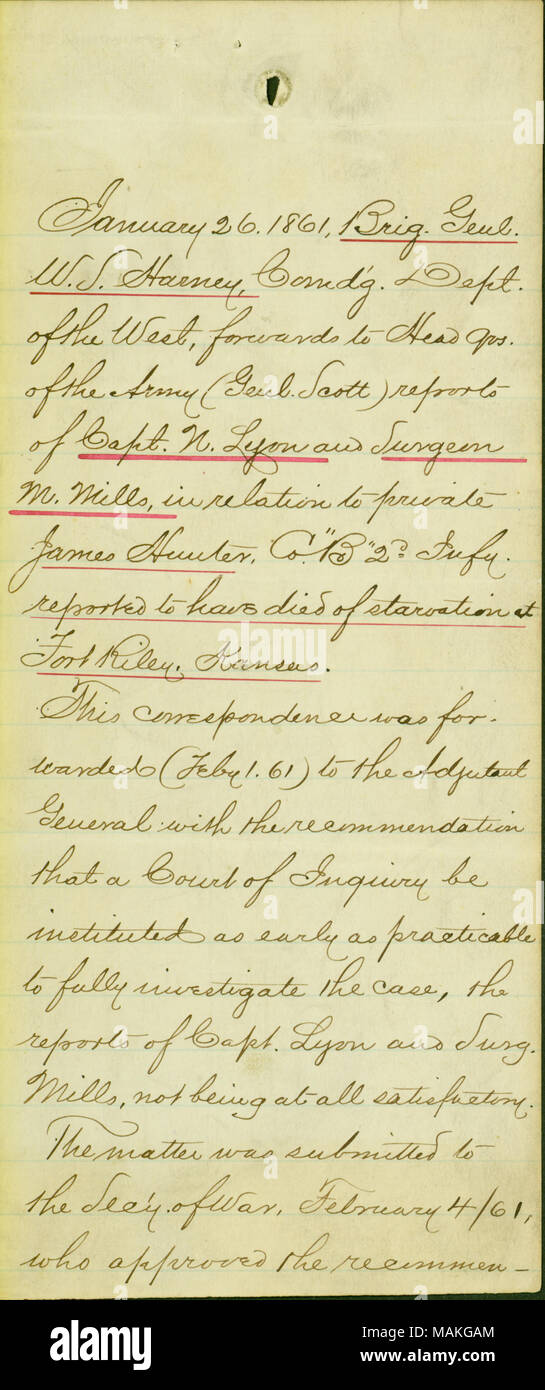 January 26. 1861, Brig. Genl.
W. S. Harney, Comd'g. Dept.
of the West, forwards to Head qrs.
of the Army (Genl. Scott) reports
of Capt. N. Lyon and Surgeon
M. Mills, in relation to private
James Hunter, Co. "B" 2d Infy.
reported to have died of starvation at
Fort Riley, Kansas.
This correspondence was for-
warded (Feby 1. 61) to the Adjutant
General with the recommendation
that a Court of Inquiry be
instituted as early as practicable
to fully investigate the case, the
reports of Capt. Lyon and Surg.
Mills, not being at all satisfactory.
The matter was submitted to
the Sec'y. of War, February 4/61,
who approved the recommen-
a
alamy
alamy
Image ID: MAKGAM
www.alamy.com